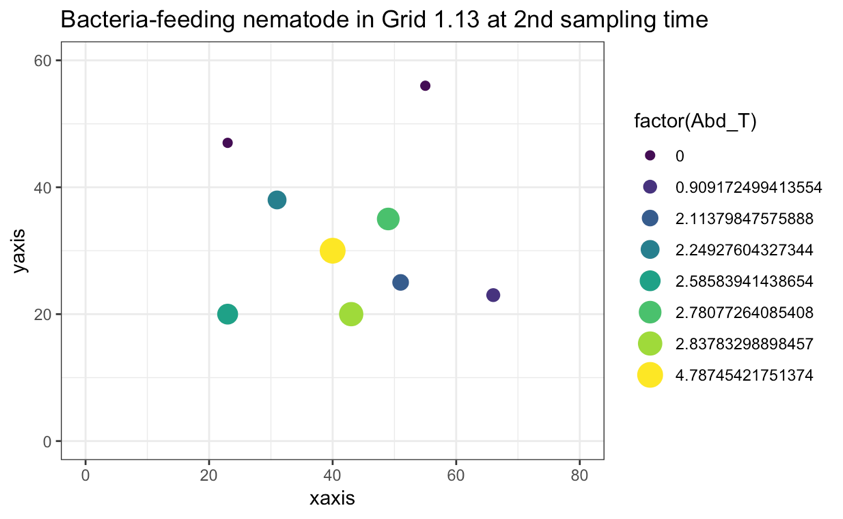 Bacteria-feeding nematode in Grid 1.13 at 2nd sampling time
60
40
20
0
yaxis
0 20 40 60 80
xaxis
factor(Abd_T)
0
0.909172499413554
2.11379847575888
2.24927604327344
2.58583941438654
2.78077264085408
2.83783298898457
4.78745421751374